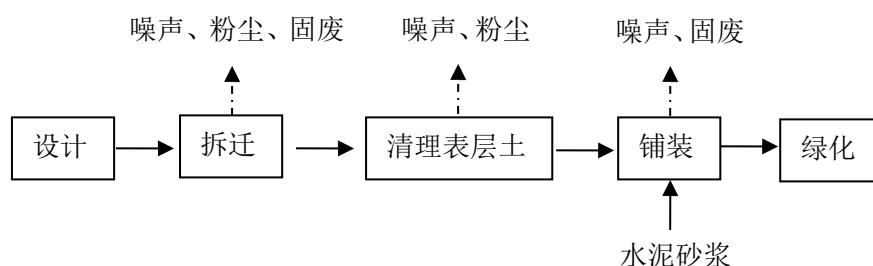 噪声、粉尘、固废
噪声、粉尘
噪声、固废
设计
拆迁
清理表层土
铺装
绿化
水泥砂浆